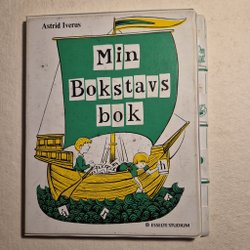 Astrid Iverus
Min
Bokstavs
bok
ESSELTE STUDIUM